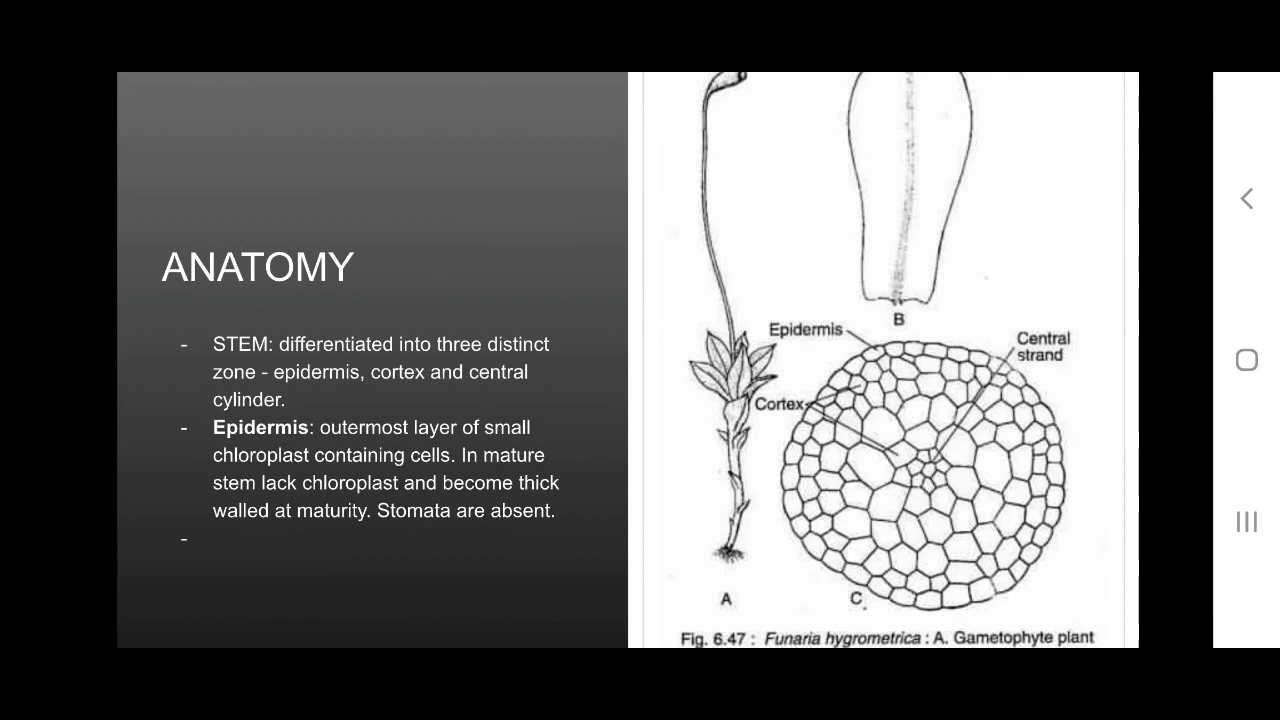 ANATOMY
- STEM: differentiated into three distinct
zone - epidermis, cortex and central
cylinder.
- Epidermis: outermost layer of small
chloroplast containing cells. In mature
stem lack chloroplast and become thick
walled at maturity. Stomata are absent.
-
B
Epidermis
Central
strand
Cortex
A
C
Fig. 6.47 : Funaria hygrometrica : A. Gametophyte plant